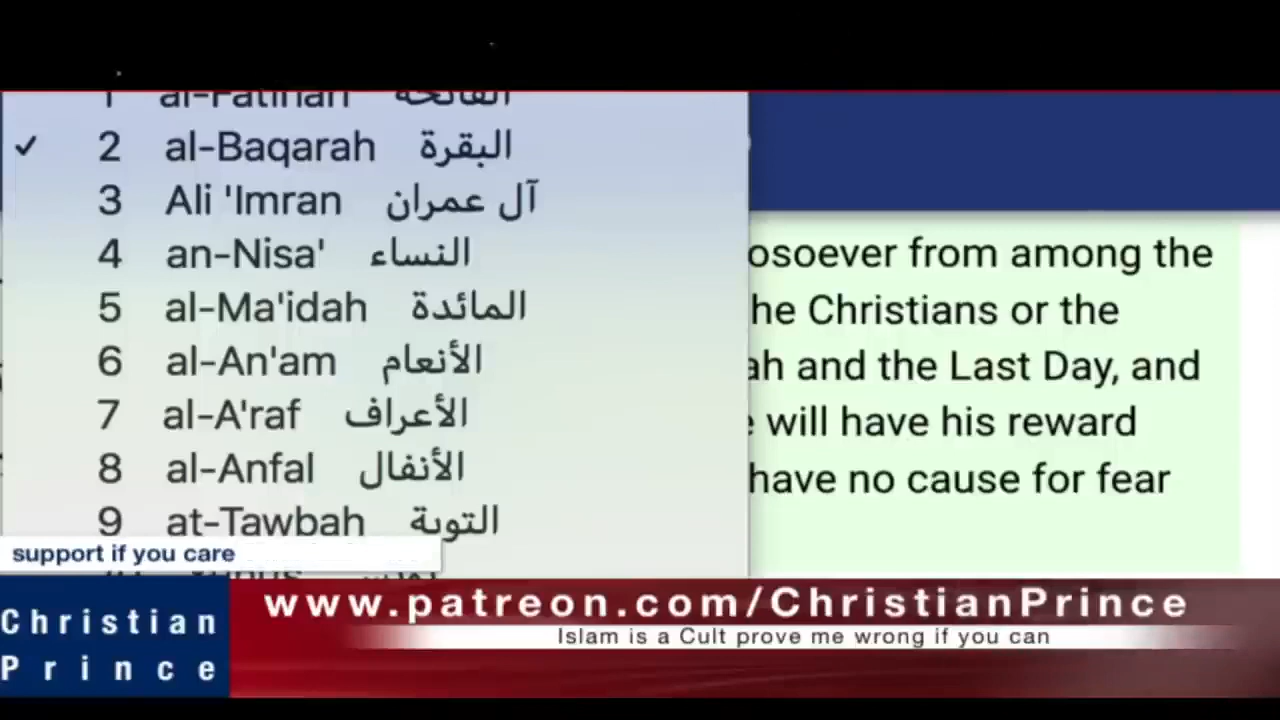 1 al-Fatihah الفاتحة
✓ 2 al-Baqarah البقرة
3 Ali 'Imran آل عمران
4 an-Nisa' النساء
5 al-Ma'idah المائدة
6 al-An'am الأنعام
7 al-A'raf الأعراف
8 al-Anfal الأنفال
9 at-Tawbah التوبة
osoever from among the
he Christians or the
ah and the Last Day, and
e will have his reward
have no cause for fear
support if you care
Christian
Prince
www.patreon.com/ChristianPrince
Islam is a Cult prove me wrong if you can